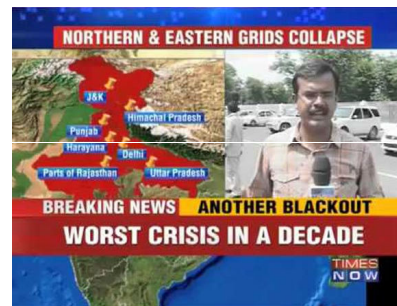 NORTHERN & EASTERN GRIDS COLLAPSE
J&K
Himachal Pradesh
Punjab
Harayana
Delhi
Parts of Rajasthan
Uttar Pradesh
BREAKING NEWS
ANOTHER BLACKOUT
WORST CRISIS IN A DECADE
TIMES
NOW